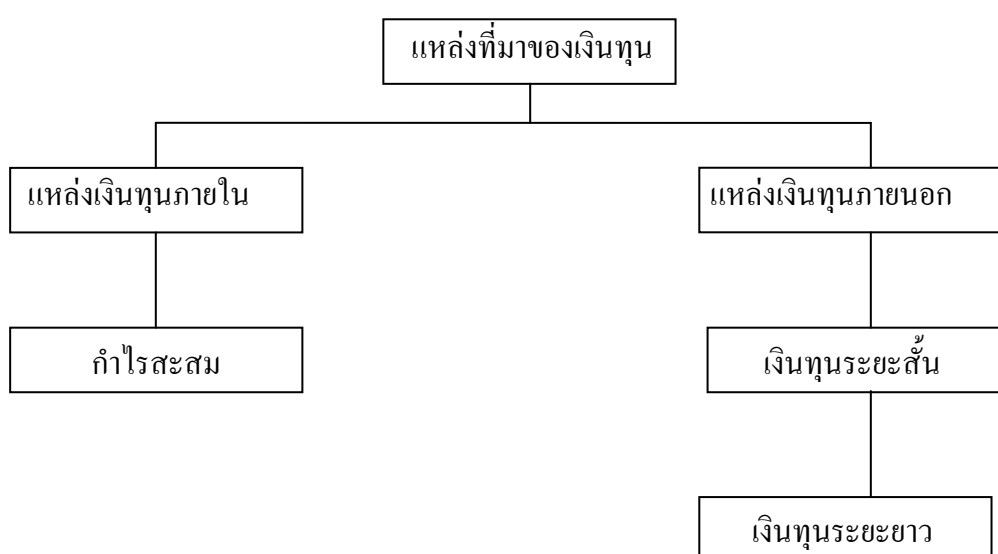 แหล่งที่มาของเงินทุน
แหล่งเงินทุนภายใน
แหล่งเงินทุนภายนอก
กำไรสะสม
เงินทุนระยะสั้น
เงินทุนระยะยาว